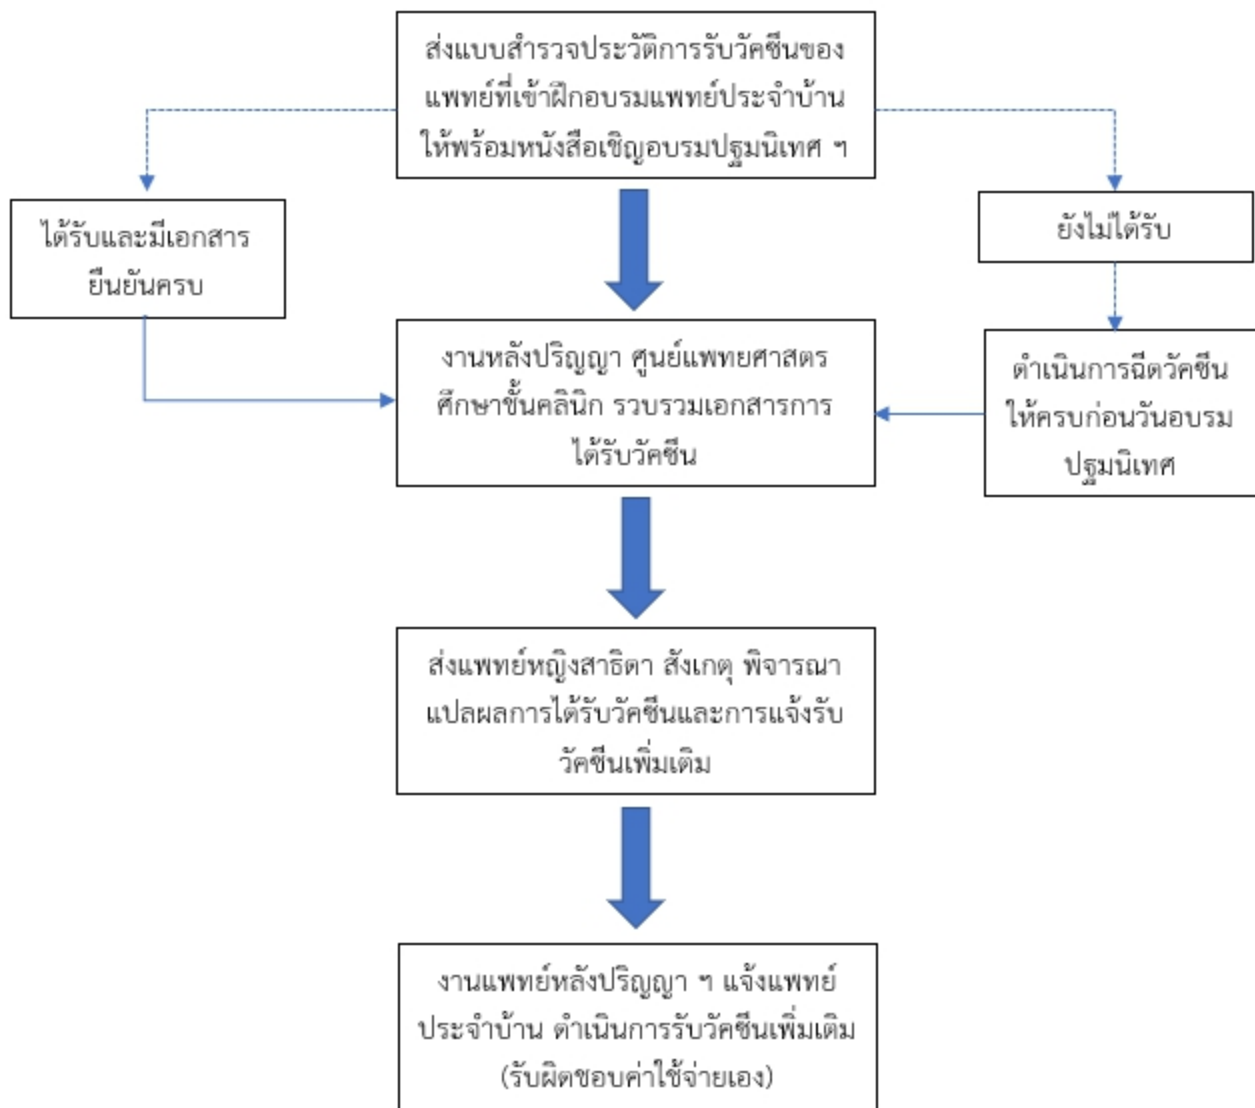 ส่งแบบสำรวจประวัติการรับวัคซีนของ
แพทย์ที่เข้าฝึกอบรมแพทย์ประจำบ้าน
ให้พร้อมหนังสือเชิญอบรมปฐมนิเทศ ฯ
ได้รับและมีเอกสาร
ยืนยันครบ
ยังไม่ได้รับ
งานหลังปริญญา ศูนย์แพทยศาสตร
ศึกษาชั้นคลินิก รวบรวมเอกสารการ
ได้รับวัคซีน
ดำเนินการฉีดวัคซีน
ให้ครบก่อนวันอบรม
ปฐมนิเทศ
ส่งแพทย์หญิงสาธิดา สังเกตุ พิจารณา
แปลผลการได้รับวัคซีนและการแจ้งรับ
วัคซีนเพิ่มเติม
งานแพทย์หลังปริญญา ฯ แจ้งแพทย์
ประจำบ้าน ดำเนินการรับวัคซีนเพิ่มเติม
(รับผิดชอบค่าใช้จ่ายเอง)